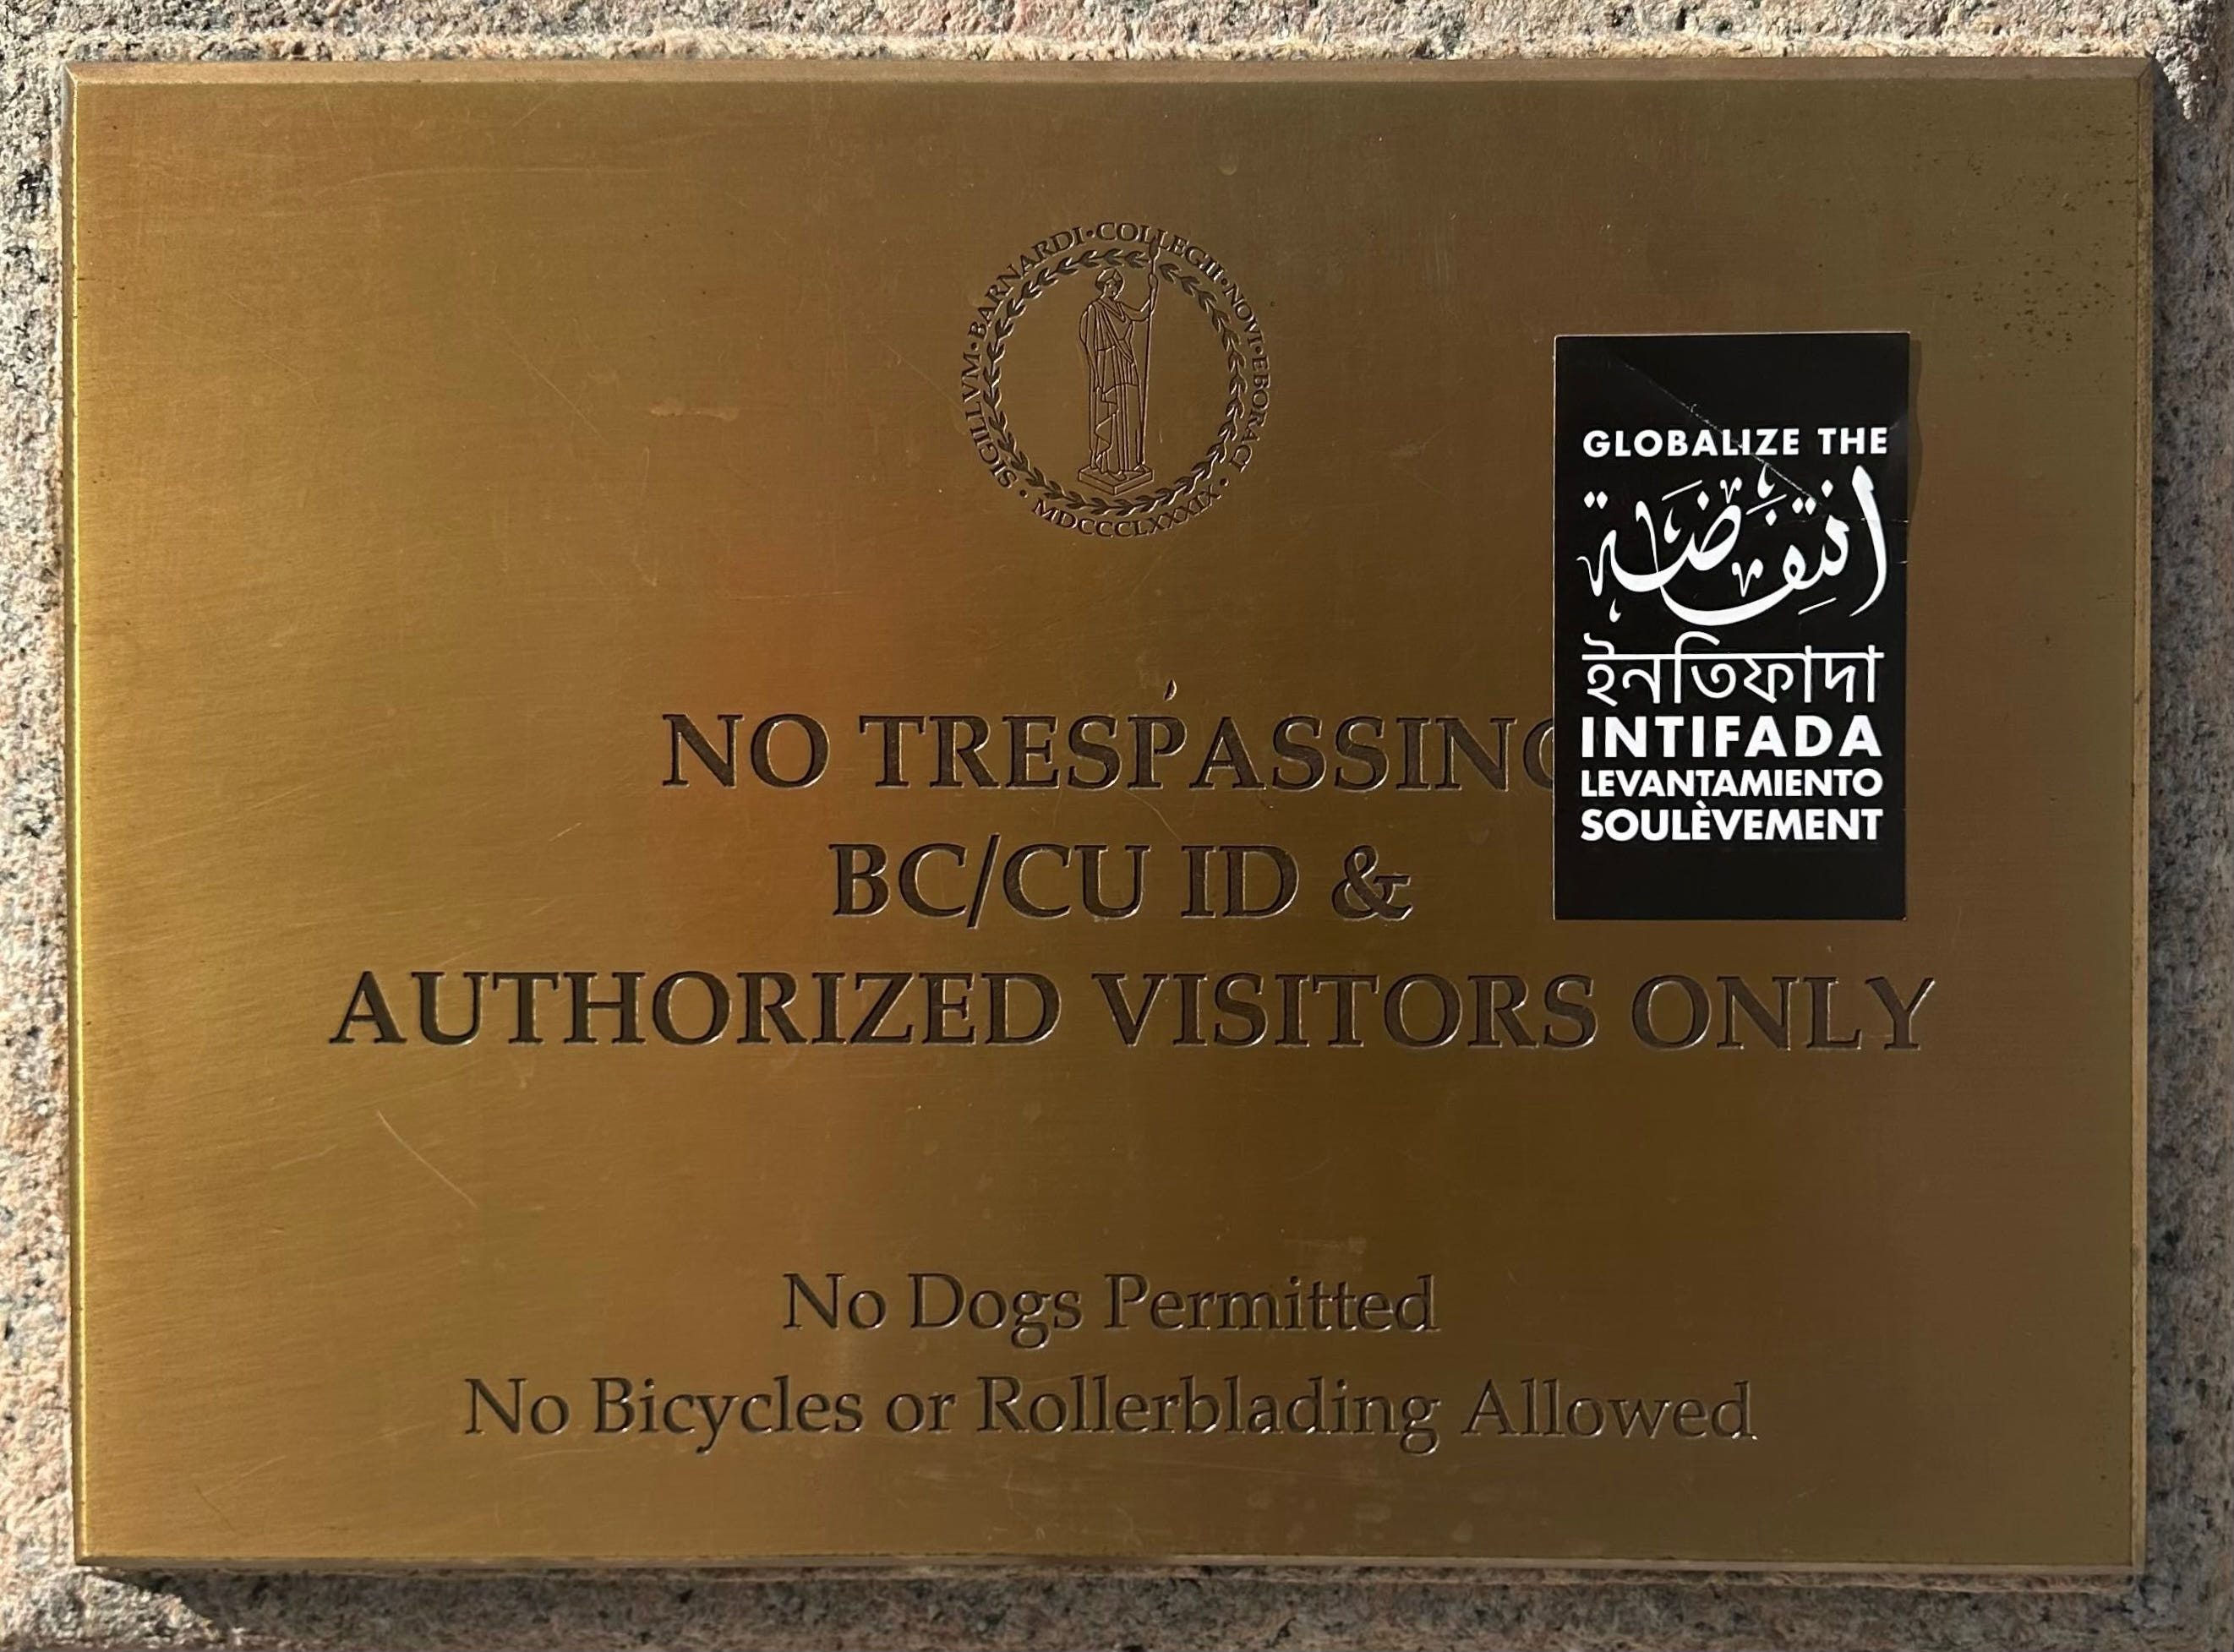 SIGILLVM·BARNARDI·COLLEGII·NOVI·EBORACI·
MDCCCLXXXIX
NO TRESPASSING
BC/CU ID &
AUTHORIZED VISITORS ONLY
No Dogs Permitted
No Bicycles or Rollerblading Allowed
GLOBALIZE THE
انتفاضة
ইনতিফাদা
INTIFADA
LEVANTAMIENTO
SOULÈVEMENT